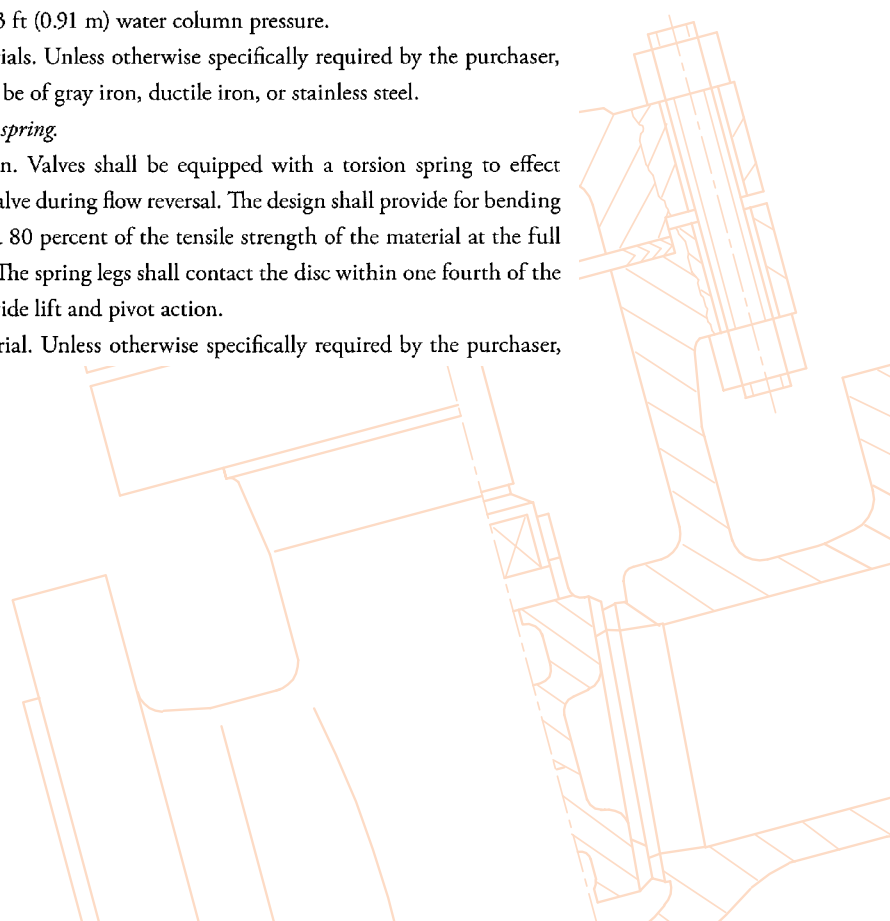 3 ft (0.91 m) water column pressure.
ials. Unless otherwise specifically required by the purchaser,
be of gray iron, ductile iron, or stainless steel.
spring.
n. Valves shall be equipped with a torsion spring to effect
alve during flow reversal. The design shall provide for bending
80 percent of the tensile strength of the material at the full
The spring legs shall contact the disc within one fourth of the
ide lift and pivot action.
rial. Unless otherwise specifically required by the purchaser,